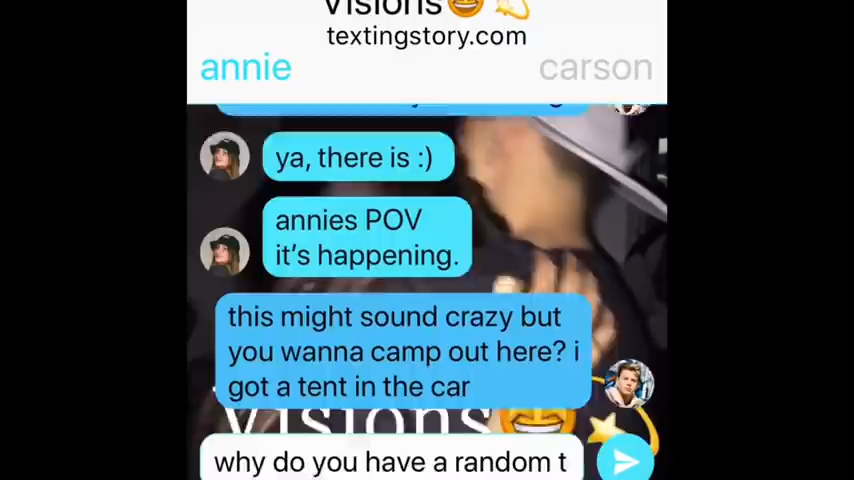 Visions🤩💫
textingstory.com
annie
carson
ya, there is :)
annies POV
it's happening.
this might sound crazy but
you wanna camp out here? i
got a tent in the car
Visions🤩💫
why do you have a random t